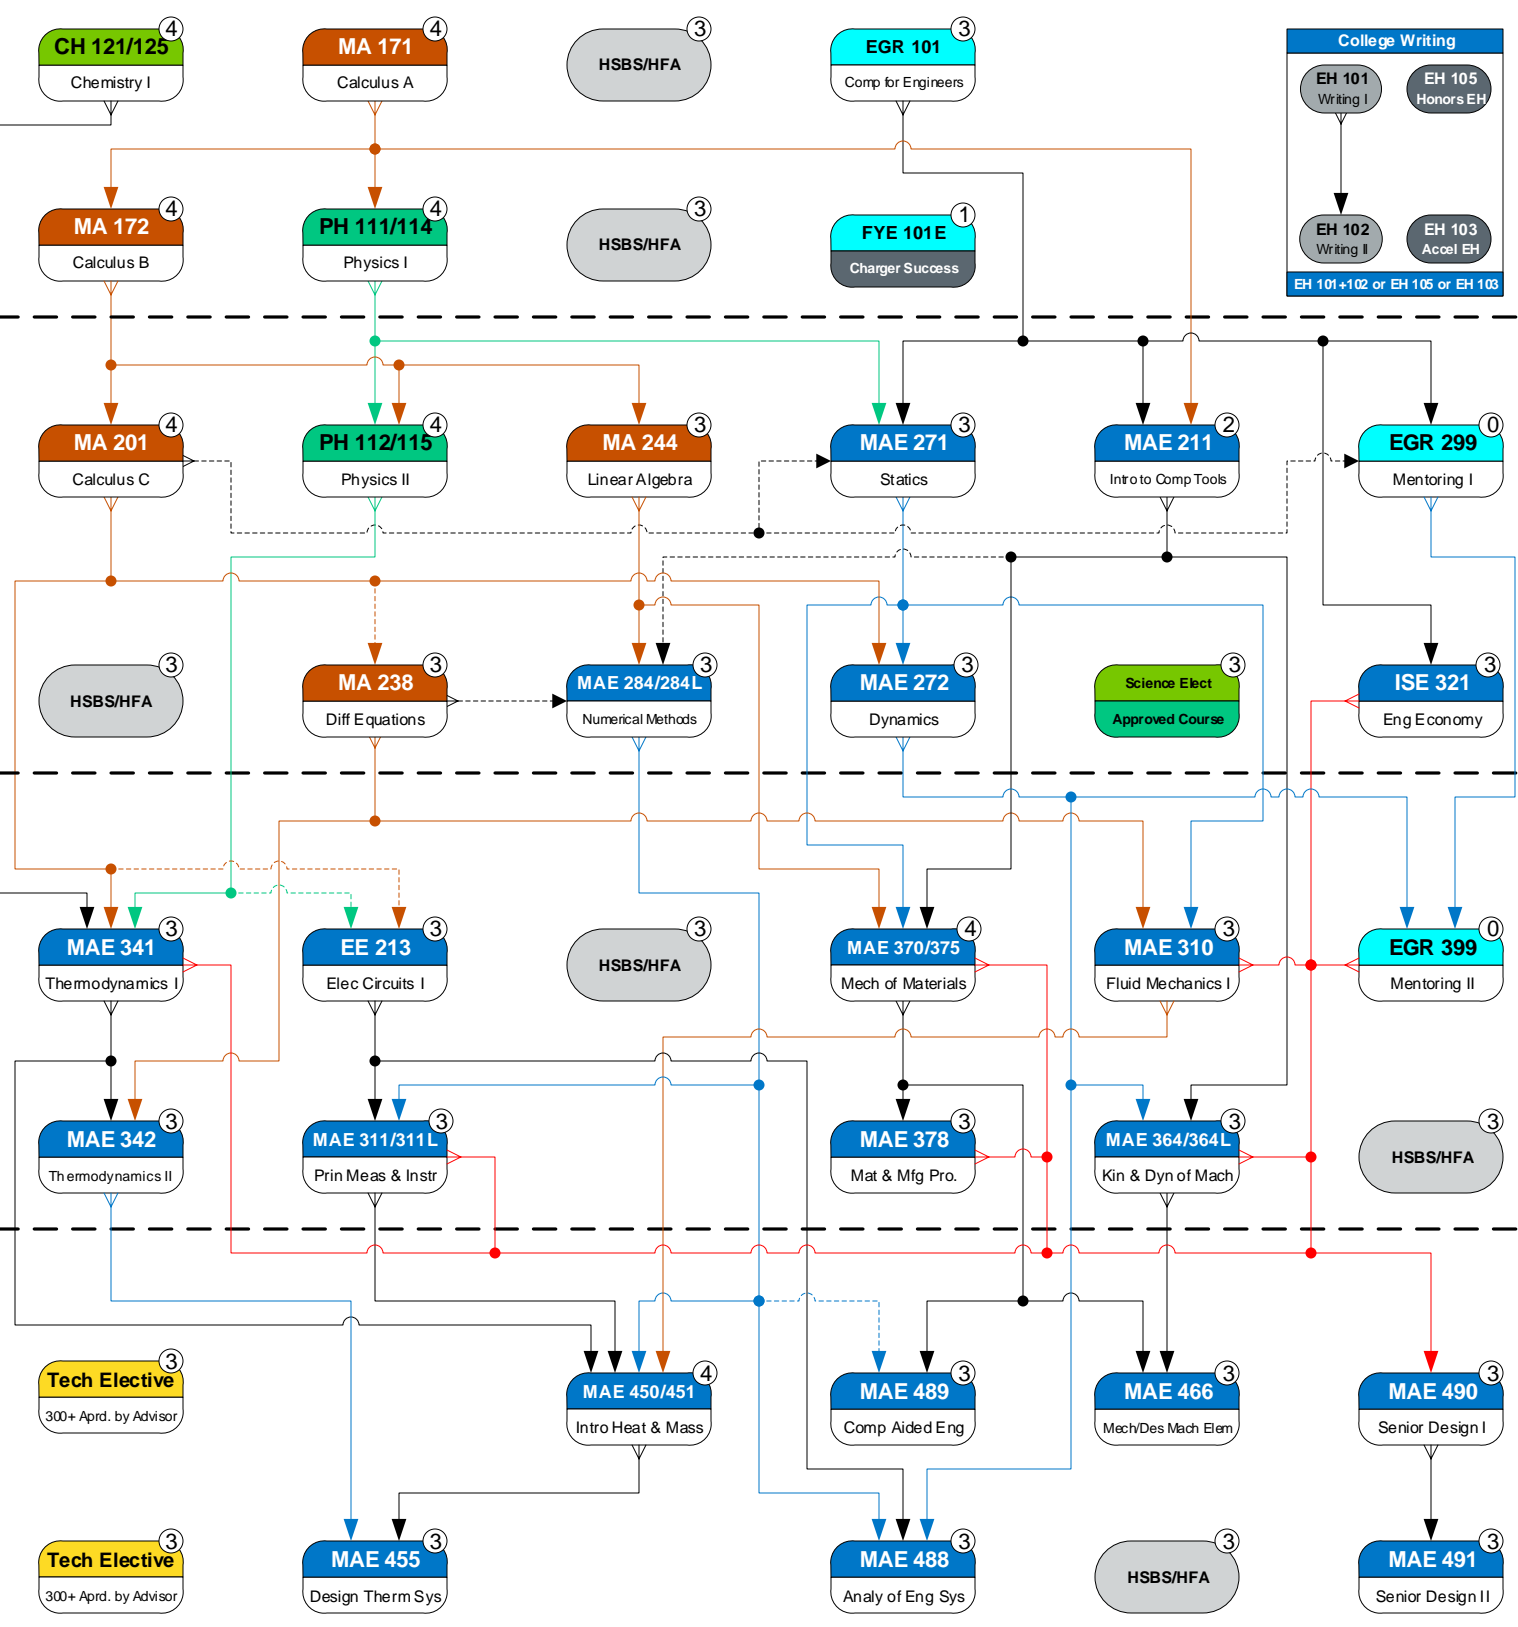 4
CH 121/125
Chemistry I
4
MA 171
Calculus A
3
HSBS/HFA
3
EGR 101
Comp for Engineers
College Writing
EH 101
Writing I
EH 105
Honors EH
EH 102
Writing II
EH 103
Accel EH
EH 101+102 or EH 105 or EH 103
4
MA 172
Calculus B
4
PH 111/114
Physics I
3
HSBS/HFA
1
FYE 101E
Charger Success
4
MA 201
Calculus C
4
PH 112/115
Physics II
3
MA 244
Linear Algebra
3
MAE 271
Statics
2
MAE 211
Intro to Comp Tools
0
EGR 299
Mentoring I
3
HSBS/HFA
3
MA 238
Diff Equations
3
MAE 284/284L
Numerical Methods
3
MAE 272
Dynamics
3
Science Elect
Approved Course
3
ISE 321
Eng Economy
3
MAE 341
Thermodynamics I
3
EE 213
Elec Circuits I
3
HSBS/HFA
4
MAE 370/375
Mech of Materials
3
MAE 310
Fluid Mechanics I
0
EGR 399
Mentoring II
3
MAE 342
Thermodynamics II
3
MAE 311/311L
Prin Meas & Instr
3
MAE 378
Mat & Mfg Pro.
3
MAE 364/364L
Kin & Dyn of Mach
3
HSBS/HFA
3
Tech Elective
300+ Aprd. by Advisor
4
MAE 450/451
Intro Heat & Mass
3
MAE 489
Comp Aided Eng
3
MAE 466
Mech/Des Mach Elem
3
MAE 490
Senior Design I
3
Tech Elective
300+ Aprd. by Advisor
3
MAE 455
Design Therm Sys
3
MAE 488
Analy of Eng Sys
3
HSBS/HFA
3
MAE 491
Senior Design II